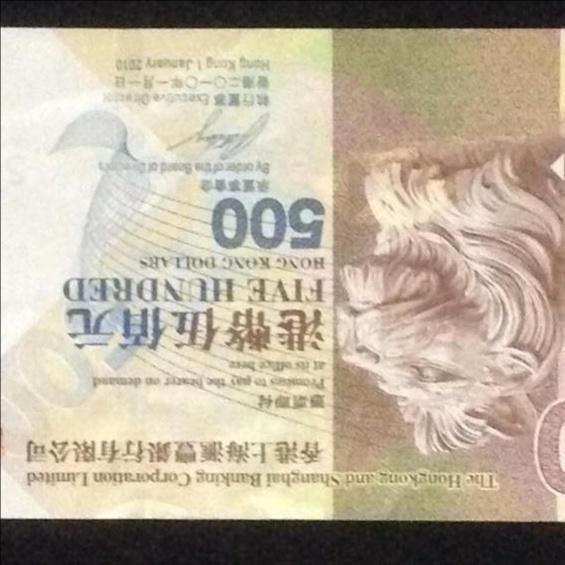 The Hongkong and Shanghai Banking Corporation Limited
香港上海滙豐銀行有限公司
憑票即付
Promises to pay the bearer on demand
at its office here
港幣伍佰元
FIVE HUNDRED
HONG KONG DOLLARS
500
承董事會命
By order of the Board of Directors
執行董事 Executive Director
香港二〇一〇年一月一日
Hong Kong 1 January 2010